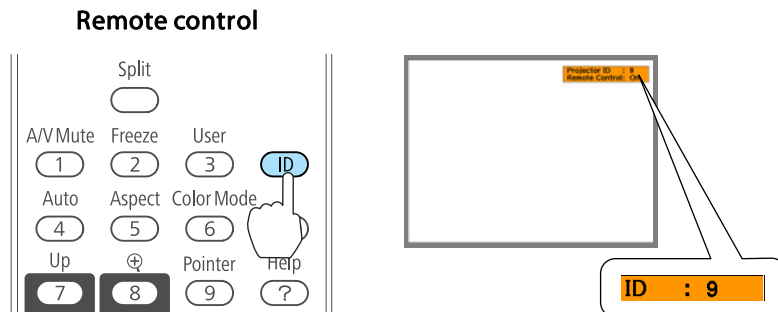 Remote control
Split
A/V Mute Freeze User
1 2 3 ID
Auto Aspect Color Mode
4 5 6
Up Pointer Help
7 8 9 ?
Projector ID : 9
Remote Control: On
ID : 9